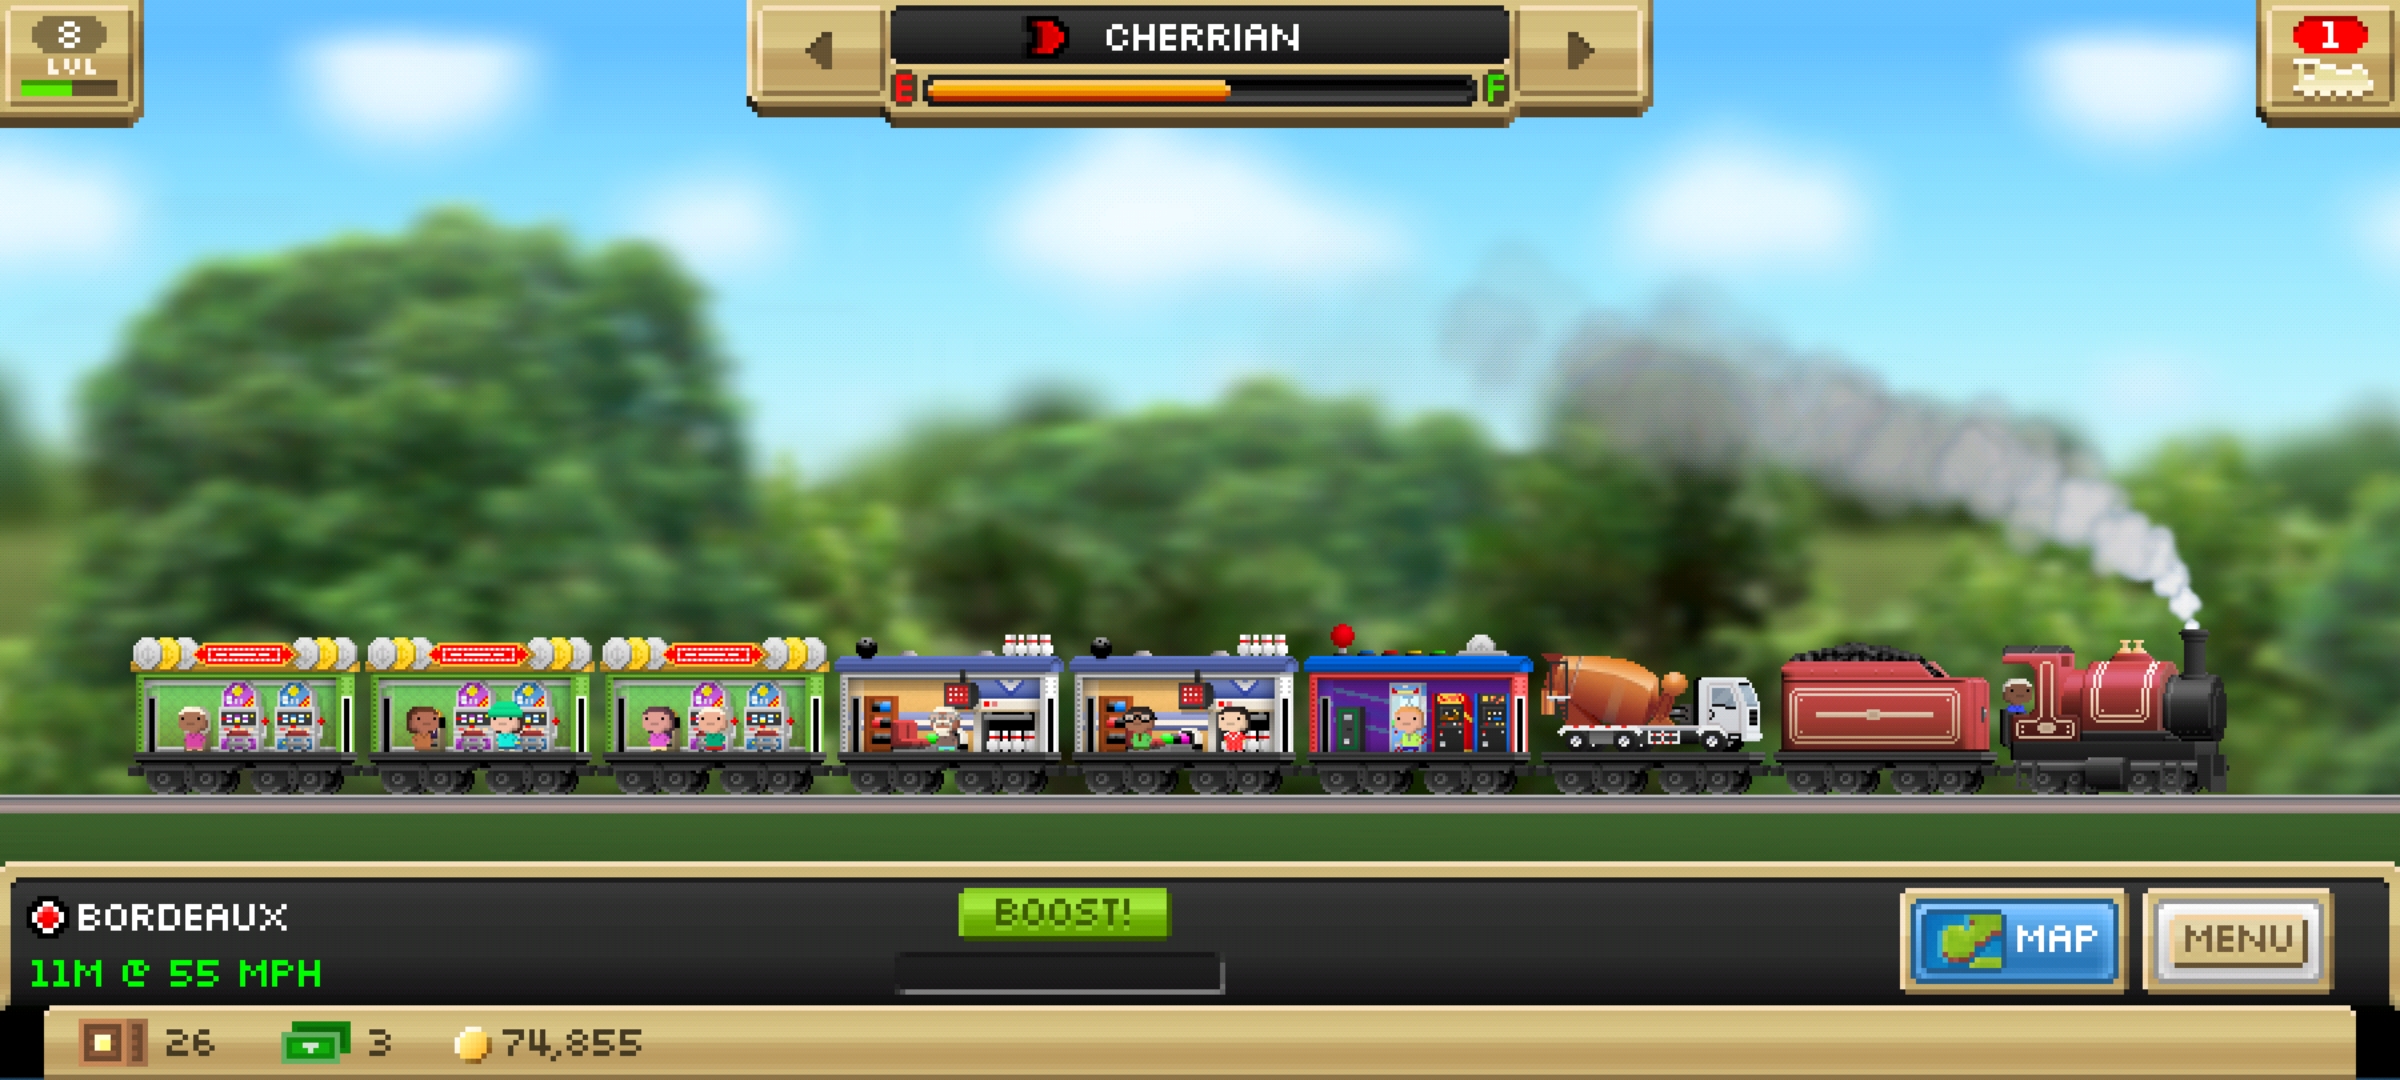 8
LVL
CHERRIAN
E F
1
BORDEAUX
11M @ 55 MPH
BOOST!
MAP
MENU
26
3
74,855